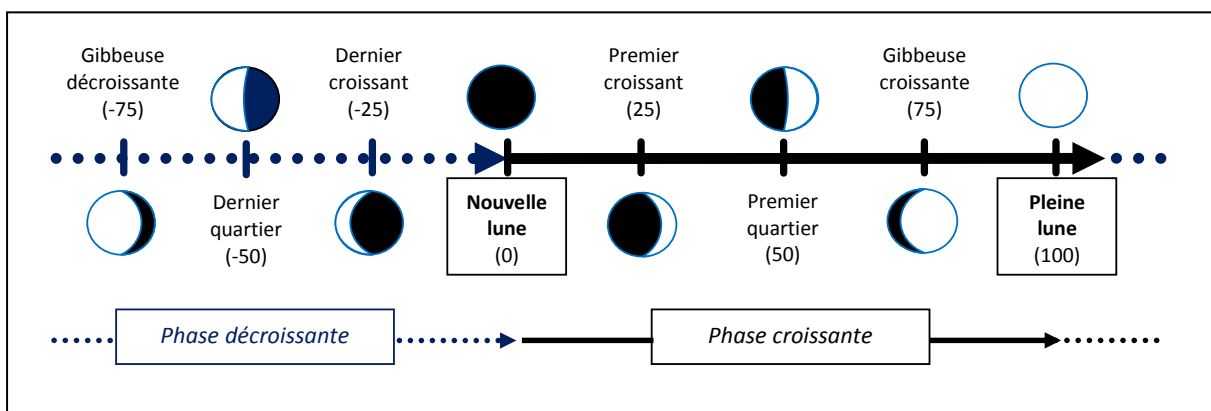 Gibbeuse
décroissante
(-75)
Dernier
croissant
(-25)
Premier
croissant
(25)
Gibbeuse
croissante
(75)
Dernier
quartier
(-50)
Nouvelle
lune
(0)
Premier
quartier
(50)
Pleine
lune
(100)
Phase décroissante
Phase croissante